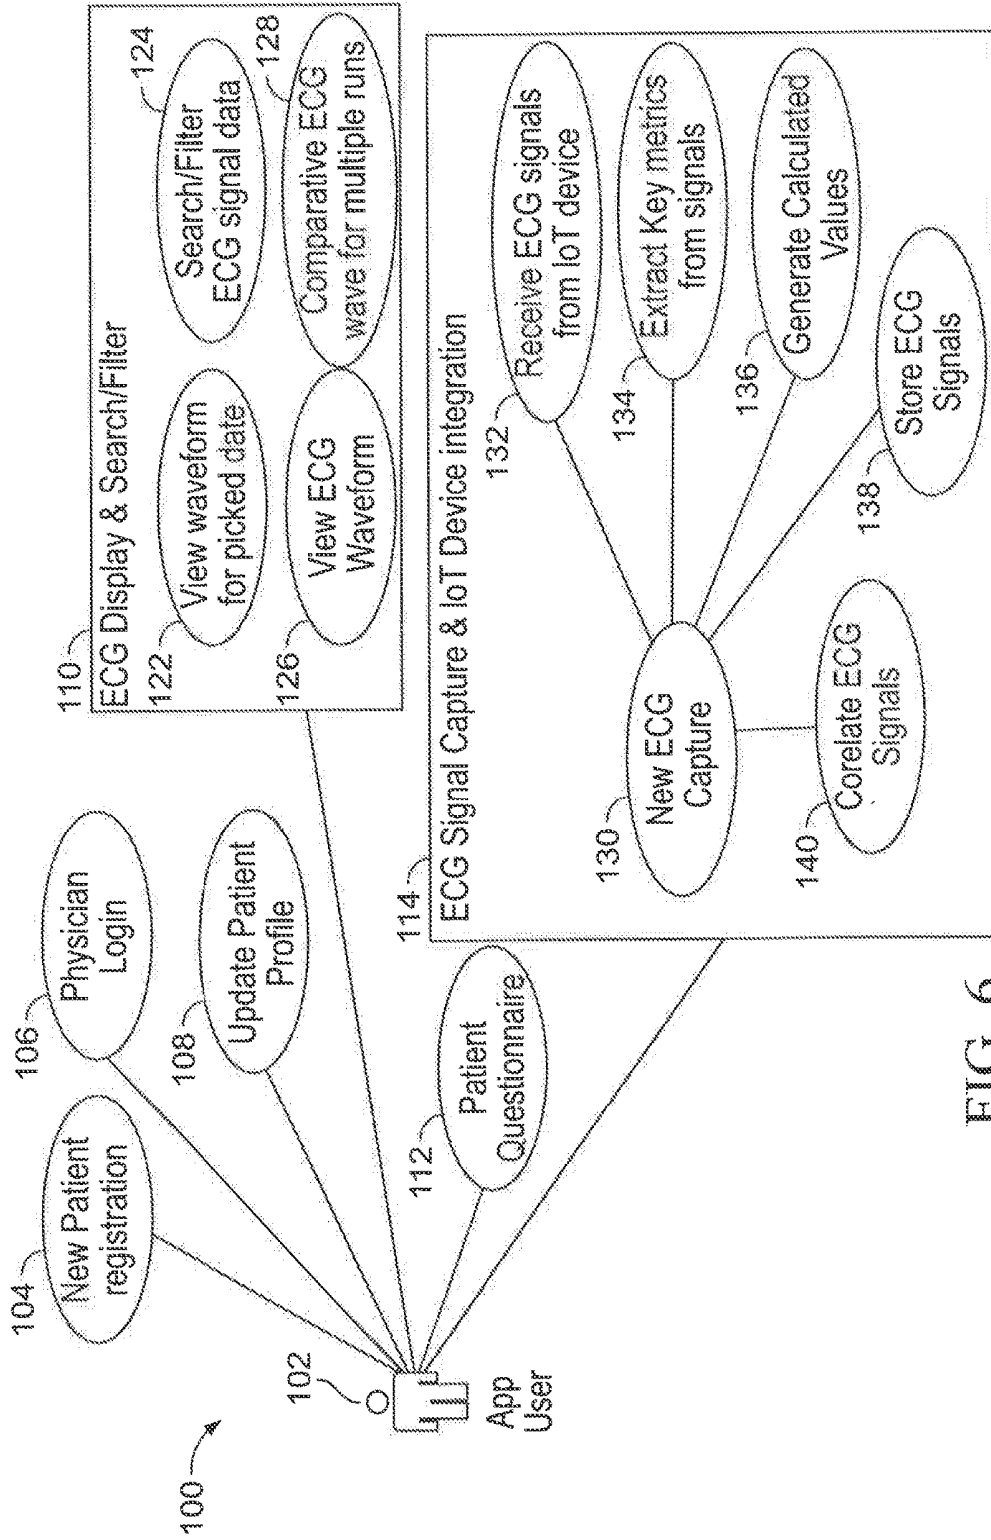 100
102
App
User
104
New Patient
registration
106
Physician
Login
108
Update Patient
Profile
110
ECG Display & Search/Filter
122
View waveform
for picked date
124
Search/Filter
ECG signal data
126
View ECG
Waveform
128
Comparative ECG
wave for multiple runs
112
Patient
Questionnaire
114
ECG Signal Capture & IoT Device integration
130
New ECG
Capture
132
Receive ECG signals
from IoT device
134
Extract Key metrics
from signals
136
Generate Calculated
Values
138
Store ECG
Signals
140
Corelate ECG
Signals
FIG. 6